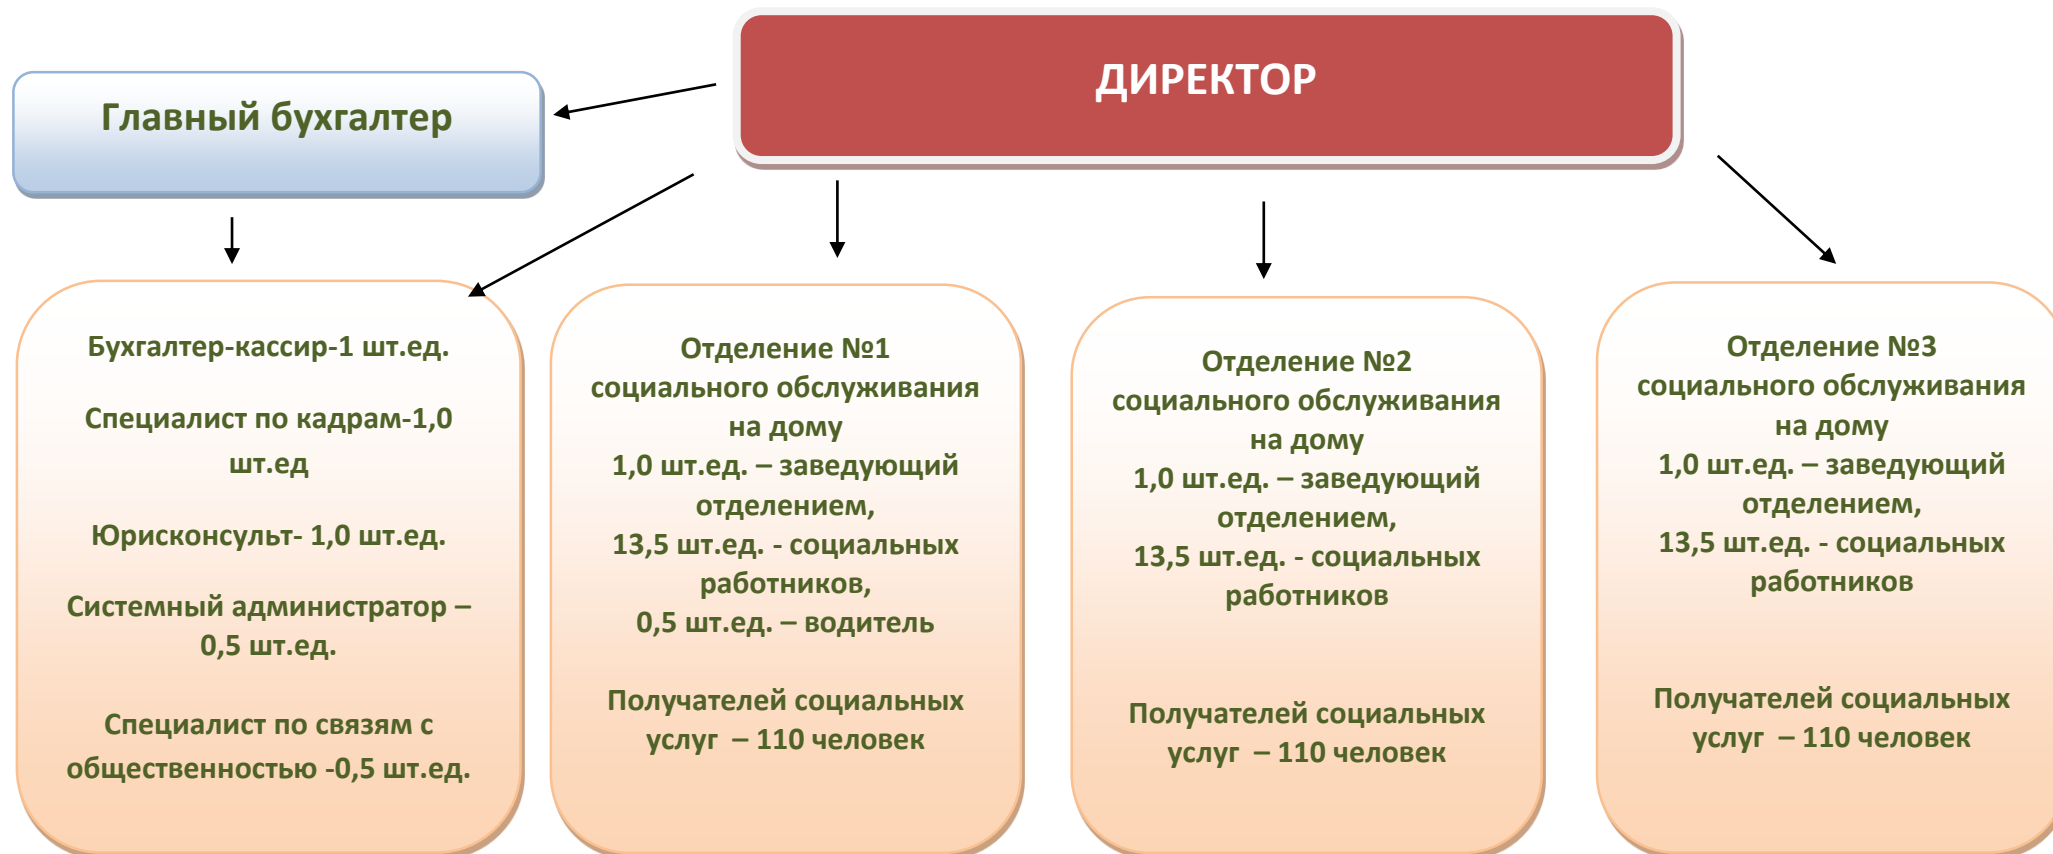 ДИРЕКТОР
Главный бухгалтер
Бухгалтер-кассир-1 шт.ед.
Специалист по кадрам-1,0
шт.ед
Юрисконсульт- 1,0 шт.ед.
Системный администратор –
0,5 шт.ед.
Специалист по связям с
общественностью -0,5 шт.ед.
Отделение №1
социального обслуживания
на дому
1,0 шт.ед. – заведующий
отделением,
13,5 шт.ед. - социальных
работников,
0,5 шт.ед. – водитель
Получателей социальных
услуг – 110 человек
Отделение №2
социального обслуживания
на дому
1,0 шт.ед. – заведующий
отделением,
13,5 шт.ед. - социальных
работников
Получателей социальных
услуг – 110 человек
Отделение №3
социального обслуживания
на дому
1,0 шт.ед. – заведующий
отделением,
13,5 шт.ед. - социальных
работников
Получателей социальных
услуг – 110 человек